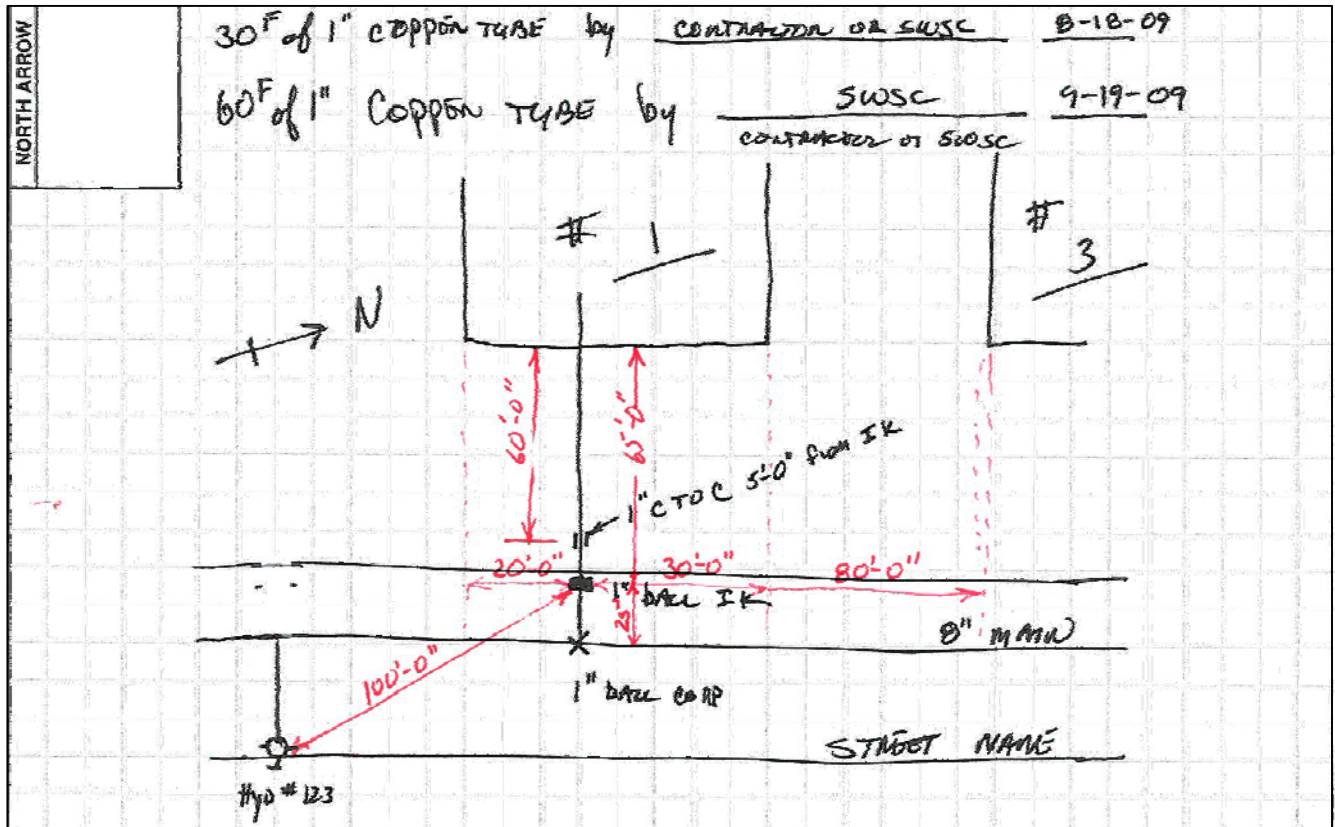 NORTH ARROW
30F of 1" COPPER TUBE by CONTRACTOR OR SWSC 8-18-09
60F of 1" COPPER TUBE by SWSC 9-19-09
CONTRACTOR OR SWSC
# 1
# 3
N
60'-0"
65'-0"
1" C TO C 5'-0" from IK
20'-0"
30'-0"
80'-0"
1" BALL IK
8" MAIN
100'-0"
1" BALL CORP
STREET NAME
Hyd # 123